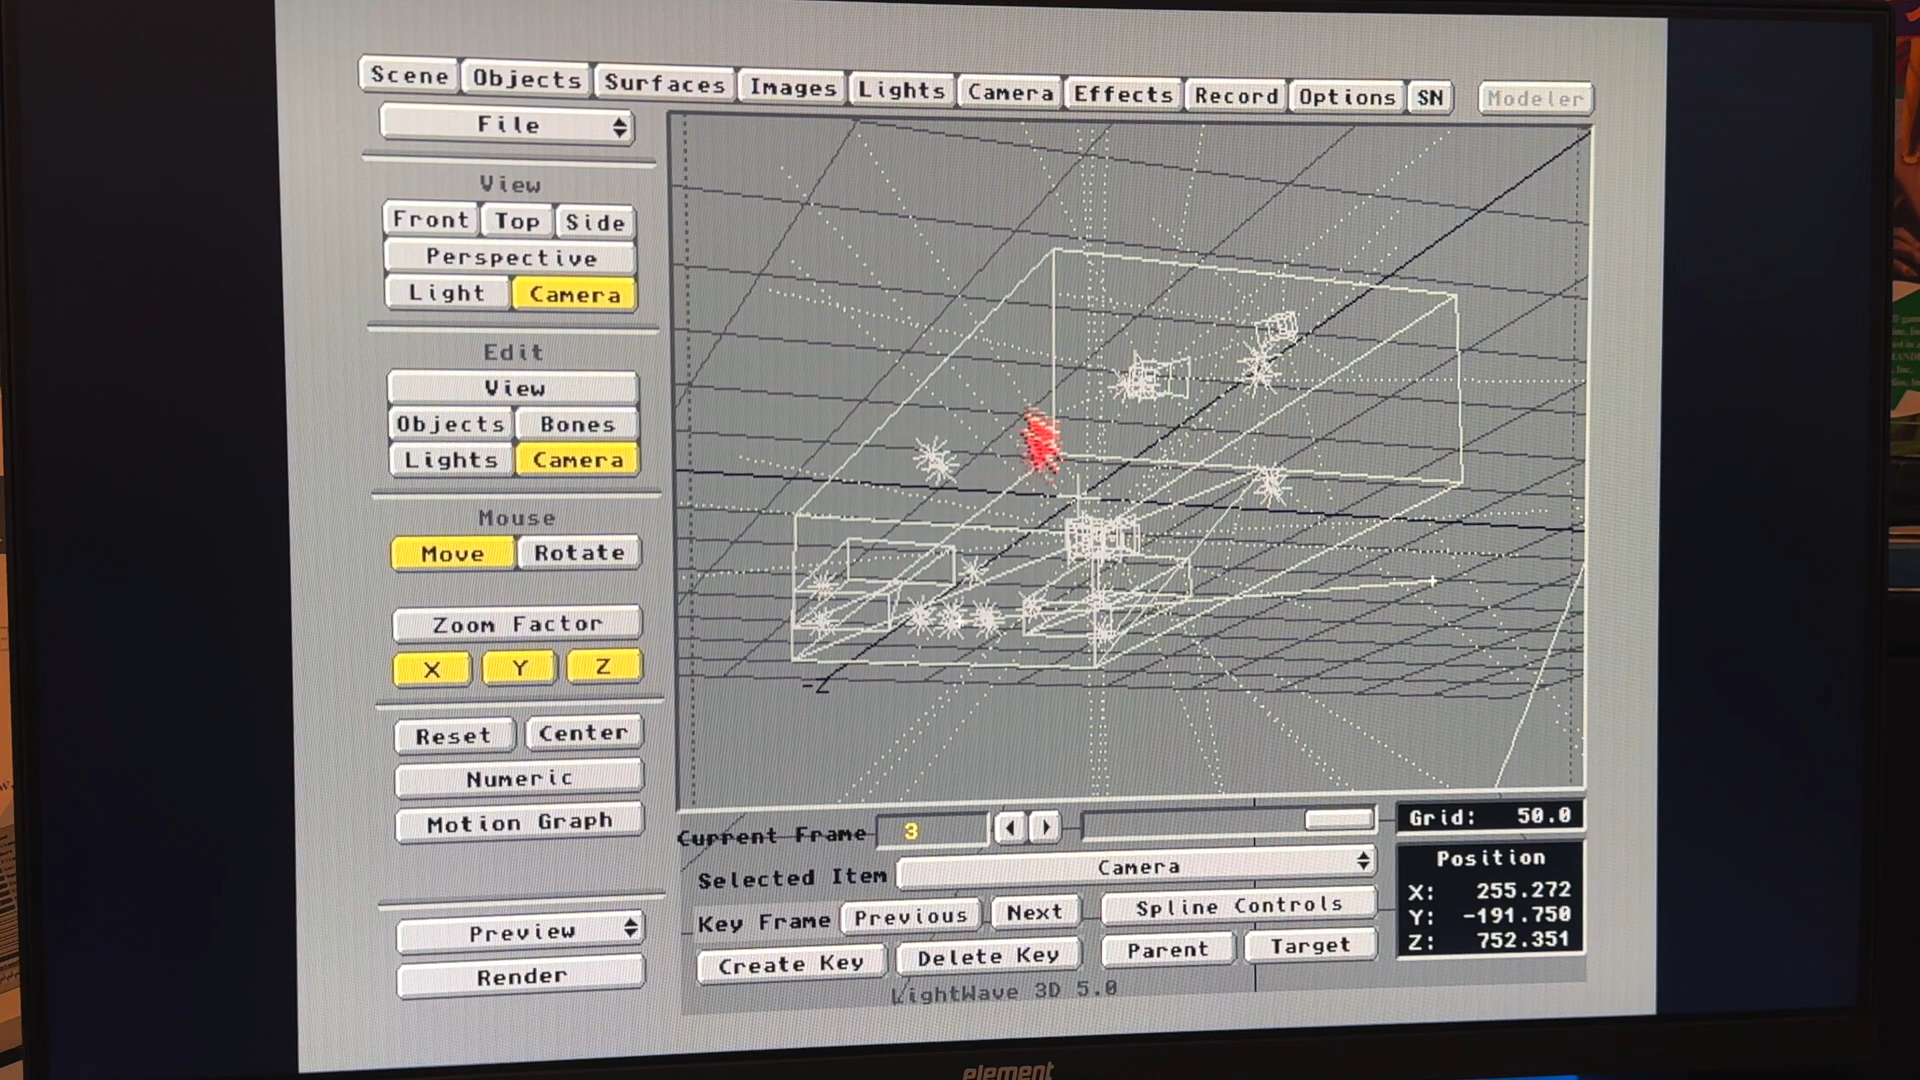 Scene Objects Surfaces Images Lights Camera Effects Record Options SN Modeler
File
View
Front Top Side
Perspective
Light Camera
Edit
View
Objects Bones
Lights Camera
Mouse
Move Rotate
Zoom Factor
X Y Z
Reset Center
Numeric
Motion Graph
Preview
Render
-Z
Current Frame 3
Selected Item Camera
Key Frame Previous Next Spline Controls
Create Key Delete Key Parent Target
LightWave 3D 5.0
Grid: 50.0
Position
X: 255.272
Y: -191.750
Z: 752.351
element